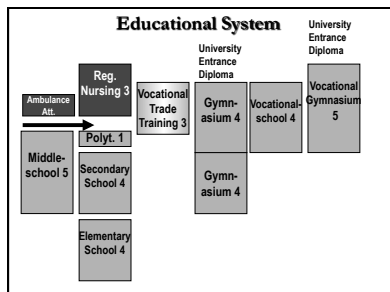 Educational System
University
Entrance
Diploma
University
Entrance
Diploma
Reg.
Nursing 3
Ambulance
Att.
Vocational
Trade
Training 3
Gymn-
asium 4
Vocational-
school 4
Vocational
Gymnasium
5
Polyt. 1
Middle-
school 5
Secondary
School 4
Gymn-
asium 4
Elementary
School 4